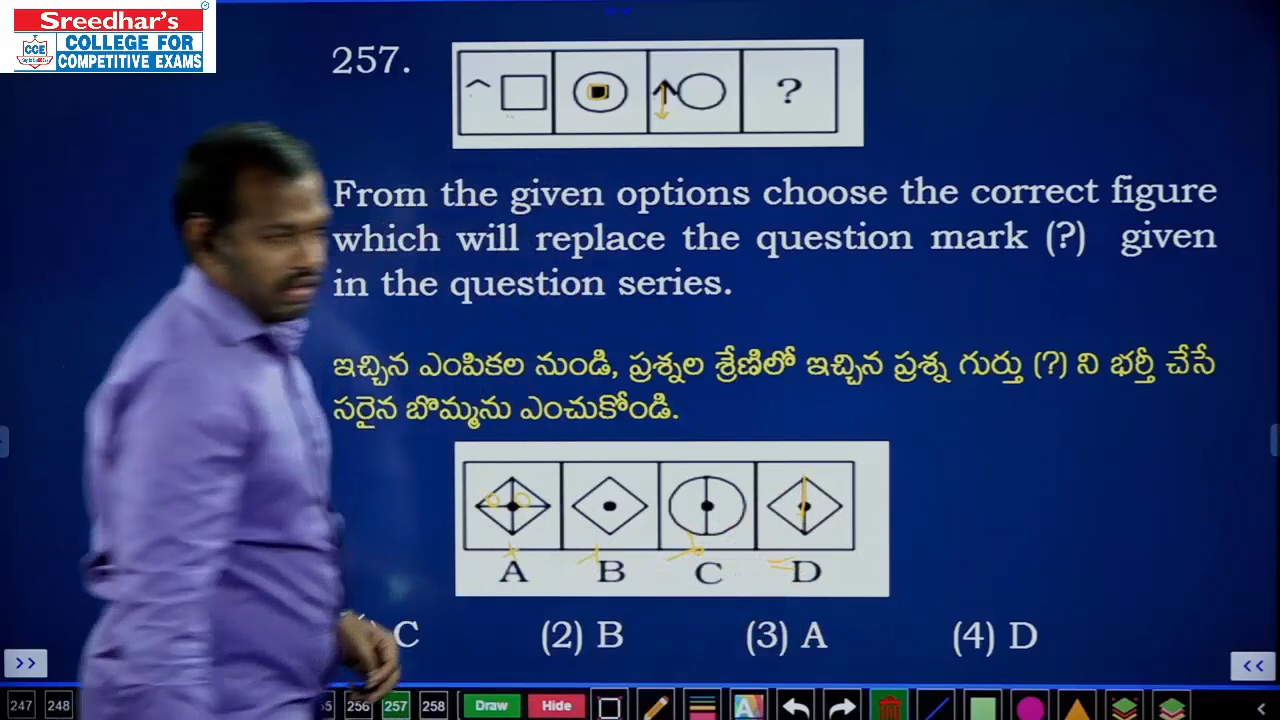 Sreedhar's
CCE
COLLEGE FOR
COMPETITIVE EXAMS
257.
?
From the given options choose the correct figure
which will replace the question mark (?) given
in the question series.
ఇచ్చిన ఎంపికల నుండి, ప్రశ్నల శ్రేణిలో ఇచ్చిన ప్రశ్న గుర్తు (?) ని భర్తీ చేసే
సరైన బొమ్మను ఎంచుకోండి.
A B C D
C (2) B (3) A (4) D
>> <<
247 248 256 257 258 Draw Hide